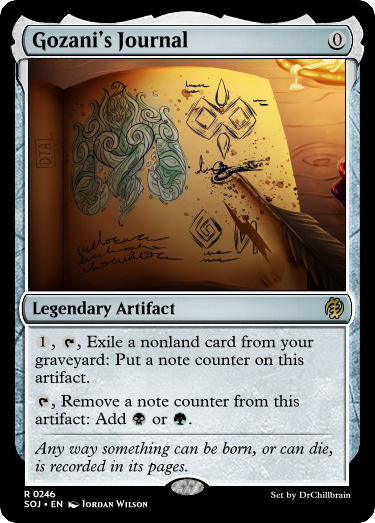 Gozani's Journal 0
DTA
Legendary Artifact
1, , Exile a nonland card from your
graveyard: Put a note counter on this
artifact.
, Remove a note counter from this
artifact: Add or .
Any way something can be born, or can die,
is recorded in its pages.
R 0246
SOJ • EN Jordan Wilson
Set by DrChillbrain